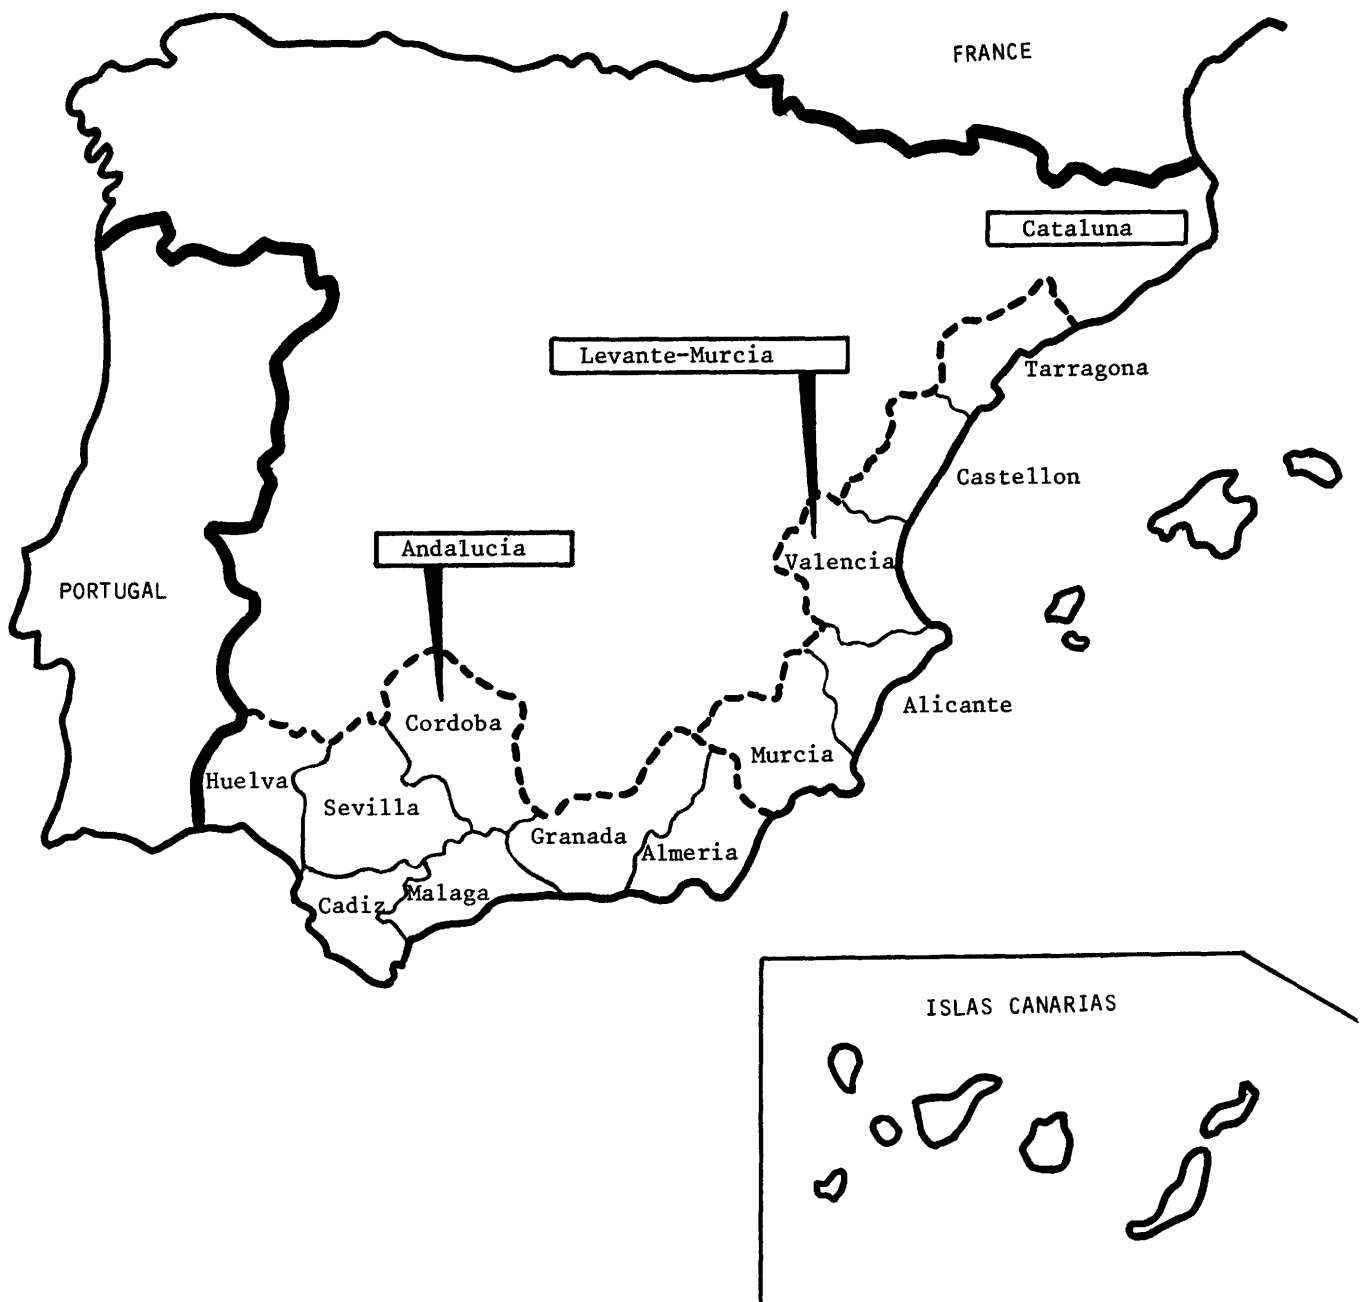 FRANCE
Cataluna
Levante-Murcia
Tarragona
Castellon
Andalucía
Valencia
PORTUGAL
Alicante
Cordoba
Murcia
Huelva
Sevilla
Granada
Almeria
Malaga
Cadiz
ISLAS CANARIAS